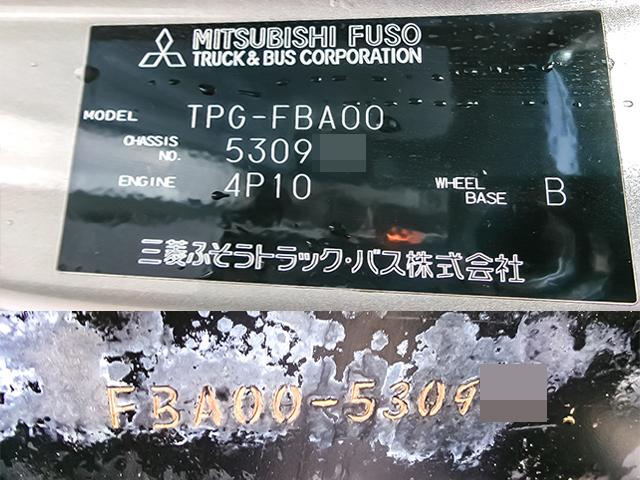 MITSUBISHI FUSO
TRUCK & BUS CORPORATION
MODEL TPG-FBA00
CHASSIS NO. 5309
ENGINE 4P10 WHEEL BASE B
三菱ふそうトラック・バス株式会社
FBA00-5309